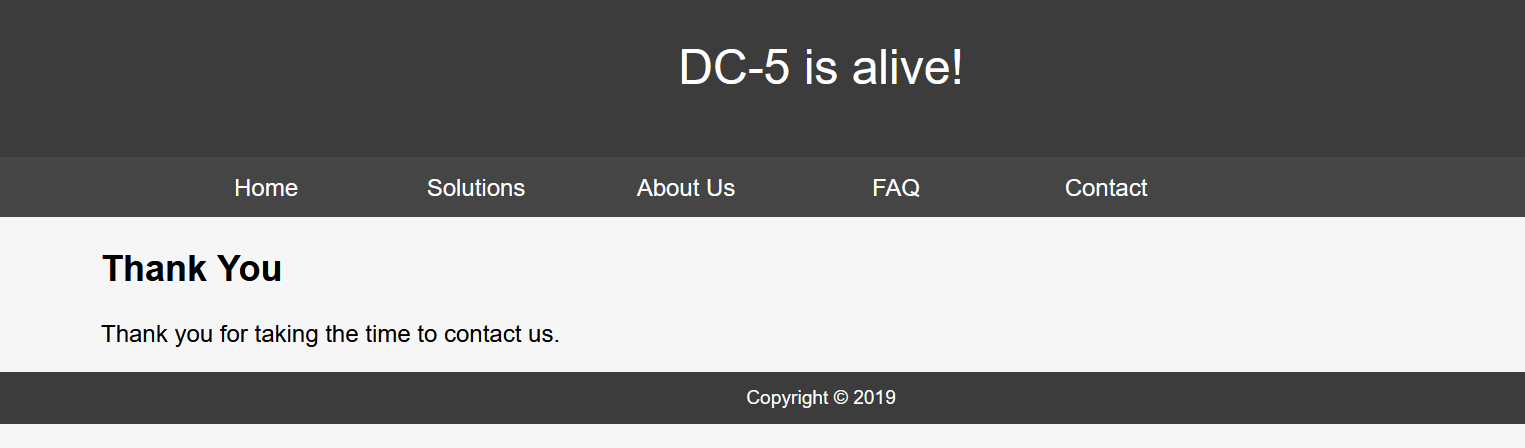 DC-5 is alive!
Home Solutions About Us FAQ Contact
Thank You
Thank you for taking the time to contact us.
Copyright © 2019